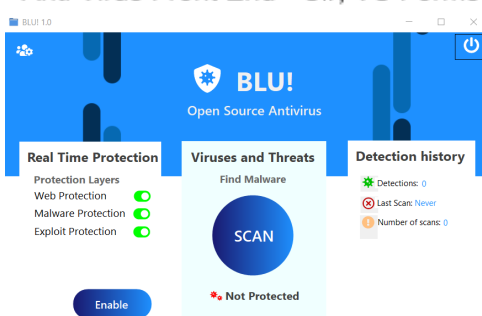 BLU! 1.0
BLU!
Open Source Antivirus
Real Time Protection
Protection Layers
Web Protection
Malware Protection
Exploit Protection
Enable
Viruses and Threats
Find Malware
SCAN
Not Protected
Detection history
Detections: 0
Last Scan: Never
Number of scans: 0